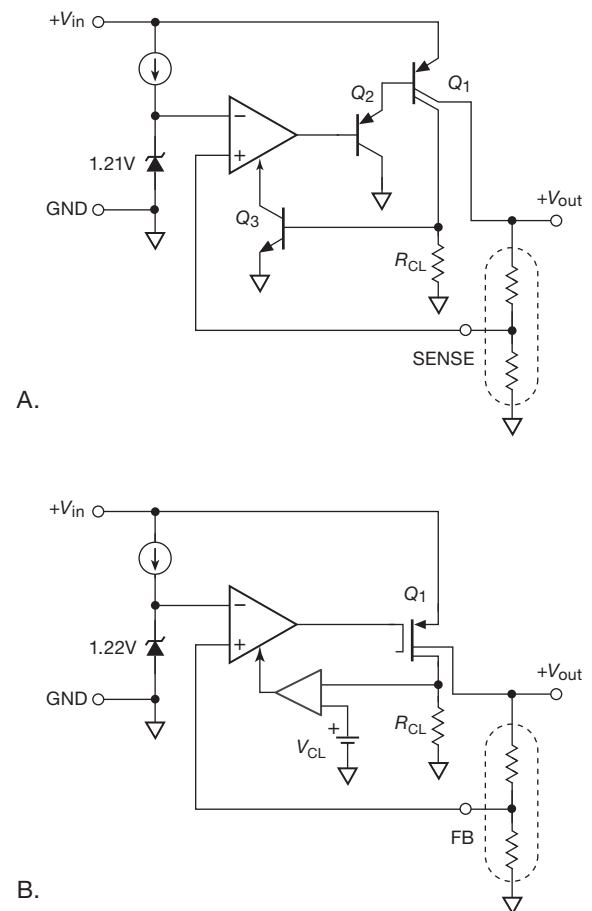 +Vin
Q1
Q2
−
+
1.21V
+Vout
GND
Q3
RCL
SENSE
A.
+Vin
Q1
−
+
1.22V
+Vout
GND
+
VCL
RCL
FB
B.